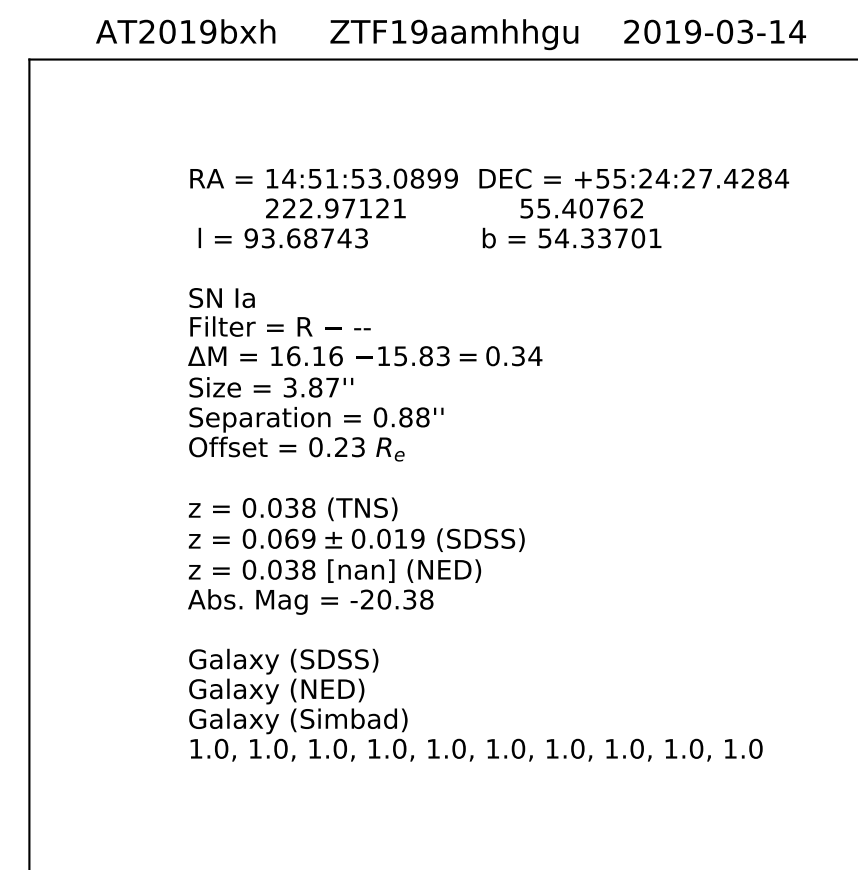 AT2019bxh ZTF19aamhhgu 2019-03-14
RA = 14:51:53.0899 DEC = +55:24:27.4284
222.97121 55.40762
l = 93.68743 b = 54.33701
SN Ia
Filter = R − --
ΔM = 16.16 −15.83 = 0.34
Size = 3.87''
Separation = 0.88''
Offset = 0.23 Rₑ
z = 0.038 (TNS)
z = 0.069 ± 0.019 (SDSS)
z = 0.038 [nan] (NED)
Abs. Mag = -20.38
Galaxy (SDSS)
Galaxy (NED)
Galaxy (Simbad)
1.0, 1.0, 1.0, 1.0, 1.0, 1.0, 1.0, 1.0, 1.0, 1.0